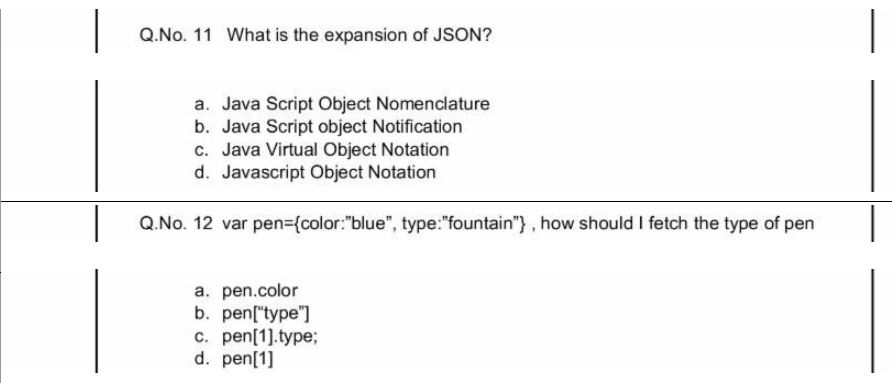 Q.No. 11 What is the expansion of JSON?
a. Java Script Object Nomenclature
b. Java Script object Notification
c. Java Virtual Object Notation
d. Javascript Object Notation
Q.No. 12 var pen={color:”blue”, type:”fountain”} , how should I fetch the type of pen
a. pen.color
b. pen[“type”]
c. pen[1].type;
d. pen[1]